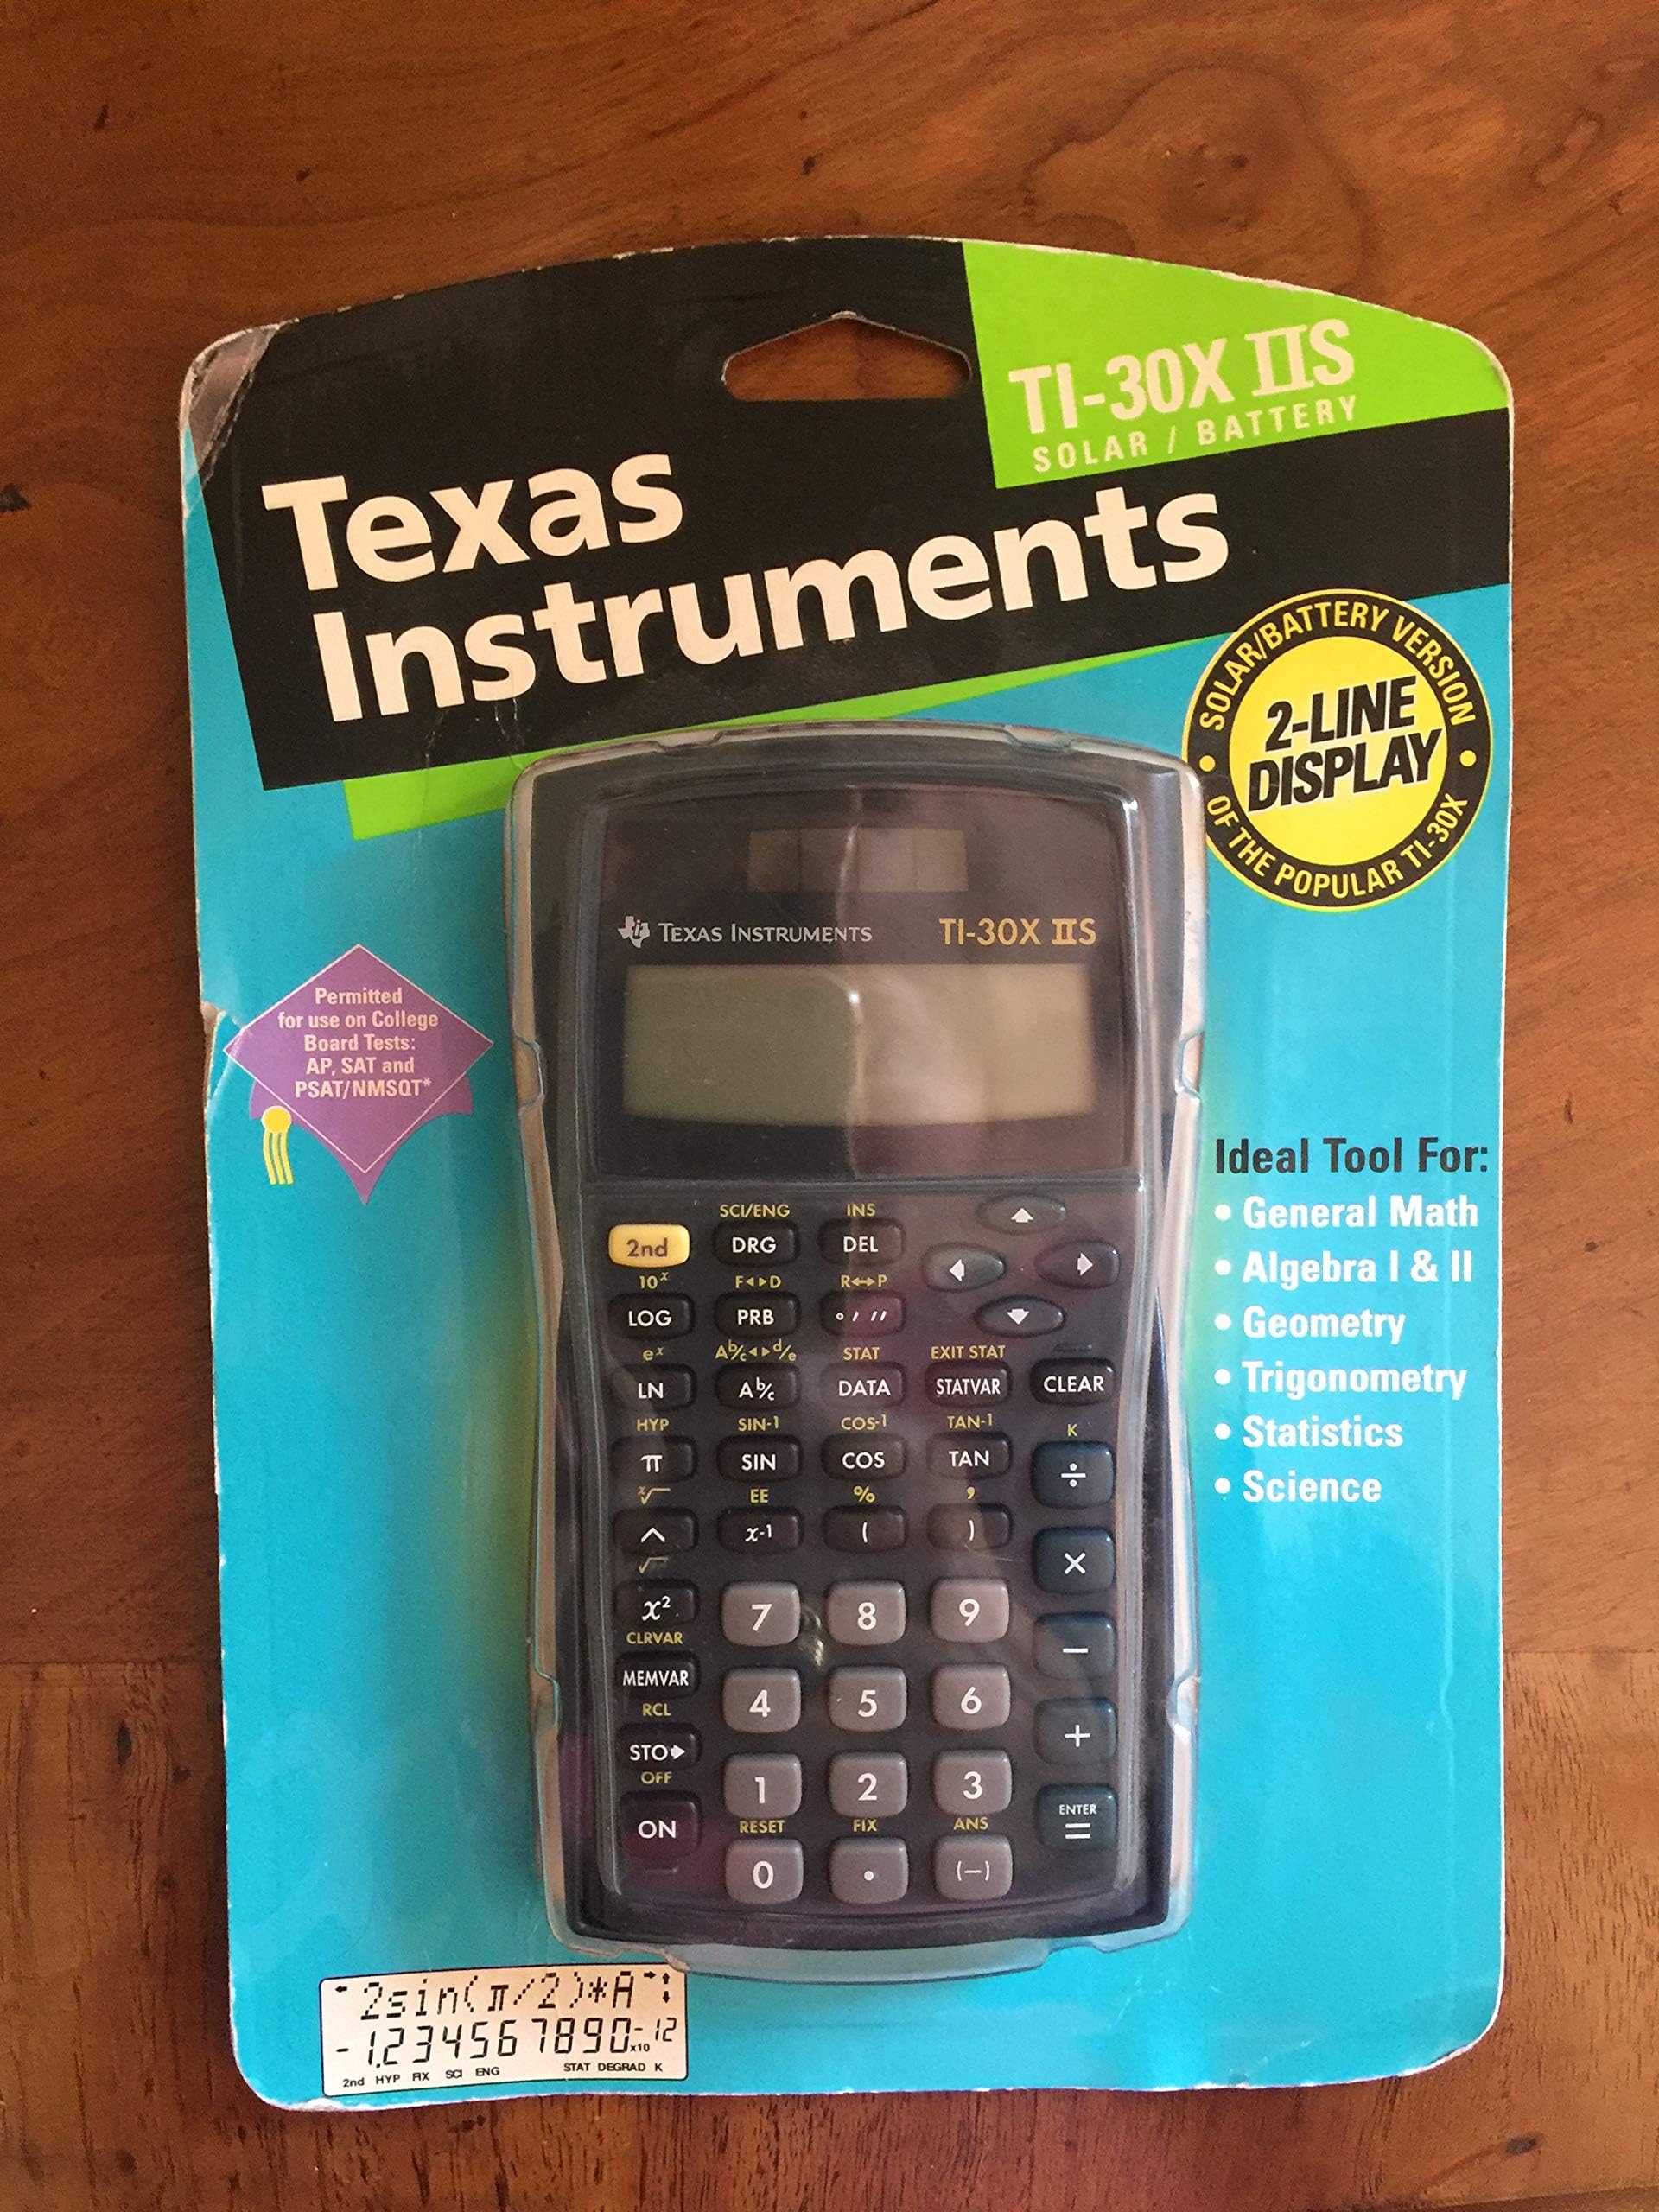 TI-30X IIS
SOLAR / BATTERY
Texas
Instruments
SOLAR/BATTERY VERSION
2-LINE
DISPLAY
OF THE POPULAR TI-30X
TEXAS INSTRUMENTS TI-30X IIS
Permitted
for use on College
Board Tests:
AP, SAT and
PSAT/NMSQT*
Ideal Tool For:
• General Math
• Algebra I & II
• Geometry
• Trigonometry
• Statistics
• Science
SCI/ENG INS
2nd DRG DEL
10ˣ F◄►D R↔P
LOG PRB ° ′ ″
eˣ Ab/c◄►d/e STAT EXIT STAT
LN Ab/c DATA STATVAR CLEAR
HYP SIN-1 COS-1 TAN-1 K
π SIN COS TAN ÷
ˣ√ EE % ,
^ x-1 ( ) ×
√
x² 7 8 9 −
CLRVAR
MEMVAR 4 5 6
RCL
STO► +
OFF
1 2 3 ENTER
ON RESET FIX ANS =
0 . (−)
2sin(π/2)*A
-1.234567890x10-12
2nd HYP FIX SCI ENG STAT DEGRAD K